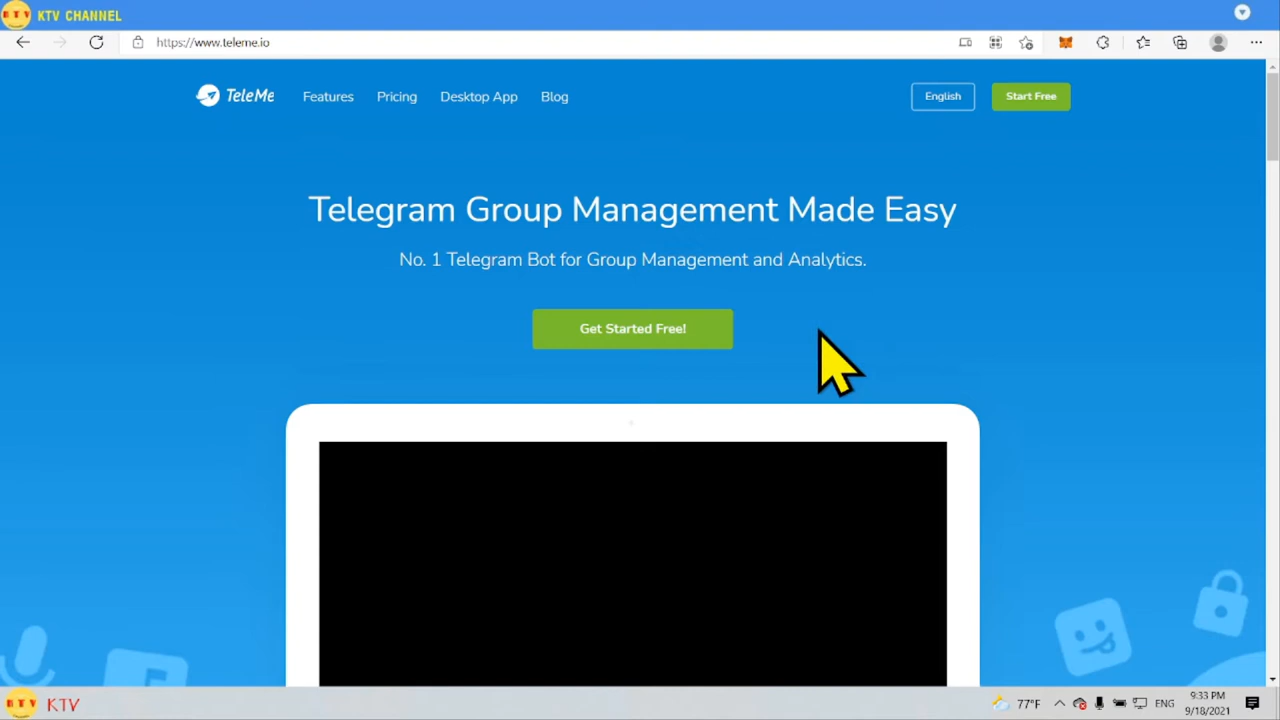 KTV CHANNEL
https://www.teleme.io
TeleMe Features Pricing Desktop App Blog English Start Free
Telegram Group Management Made Easy
No. 1 Telegram Bot for Group Management and Analytics.
Get Started Free!
KTV KTV 77°F ENG 9:33 PM
9/18/2021